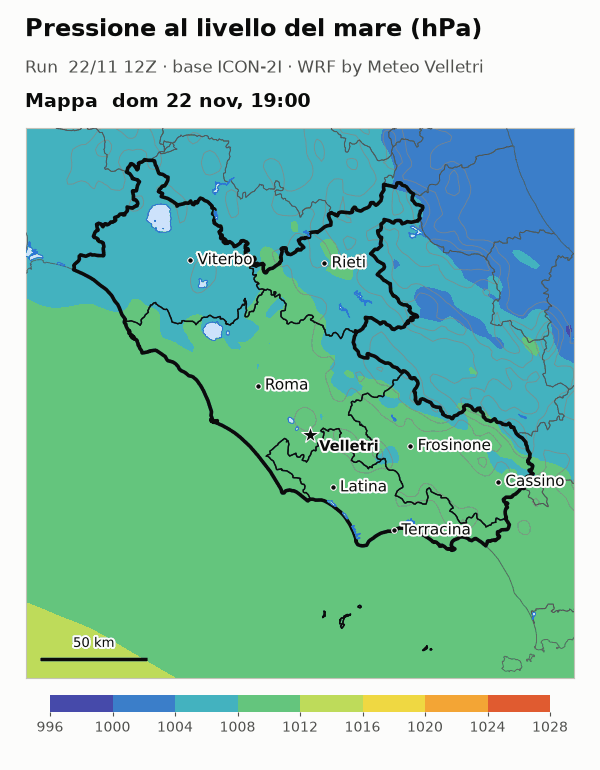 Pressione al livello del mare (hPa)
Run  22/11 12Z · base ICON-2I · WRF by Meteo Velletri
Mappa  dom 22 nov, 19:00
Viterbo
Rieti
Roma
Velletri
Frosinone
Cassino
Latina
Terracina
50 km
996 1000 1004 1008 1012 1016 1020 1024 1028